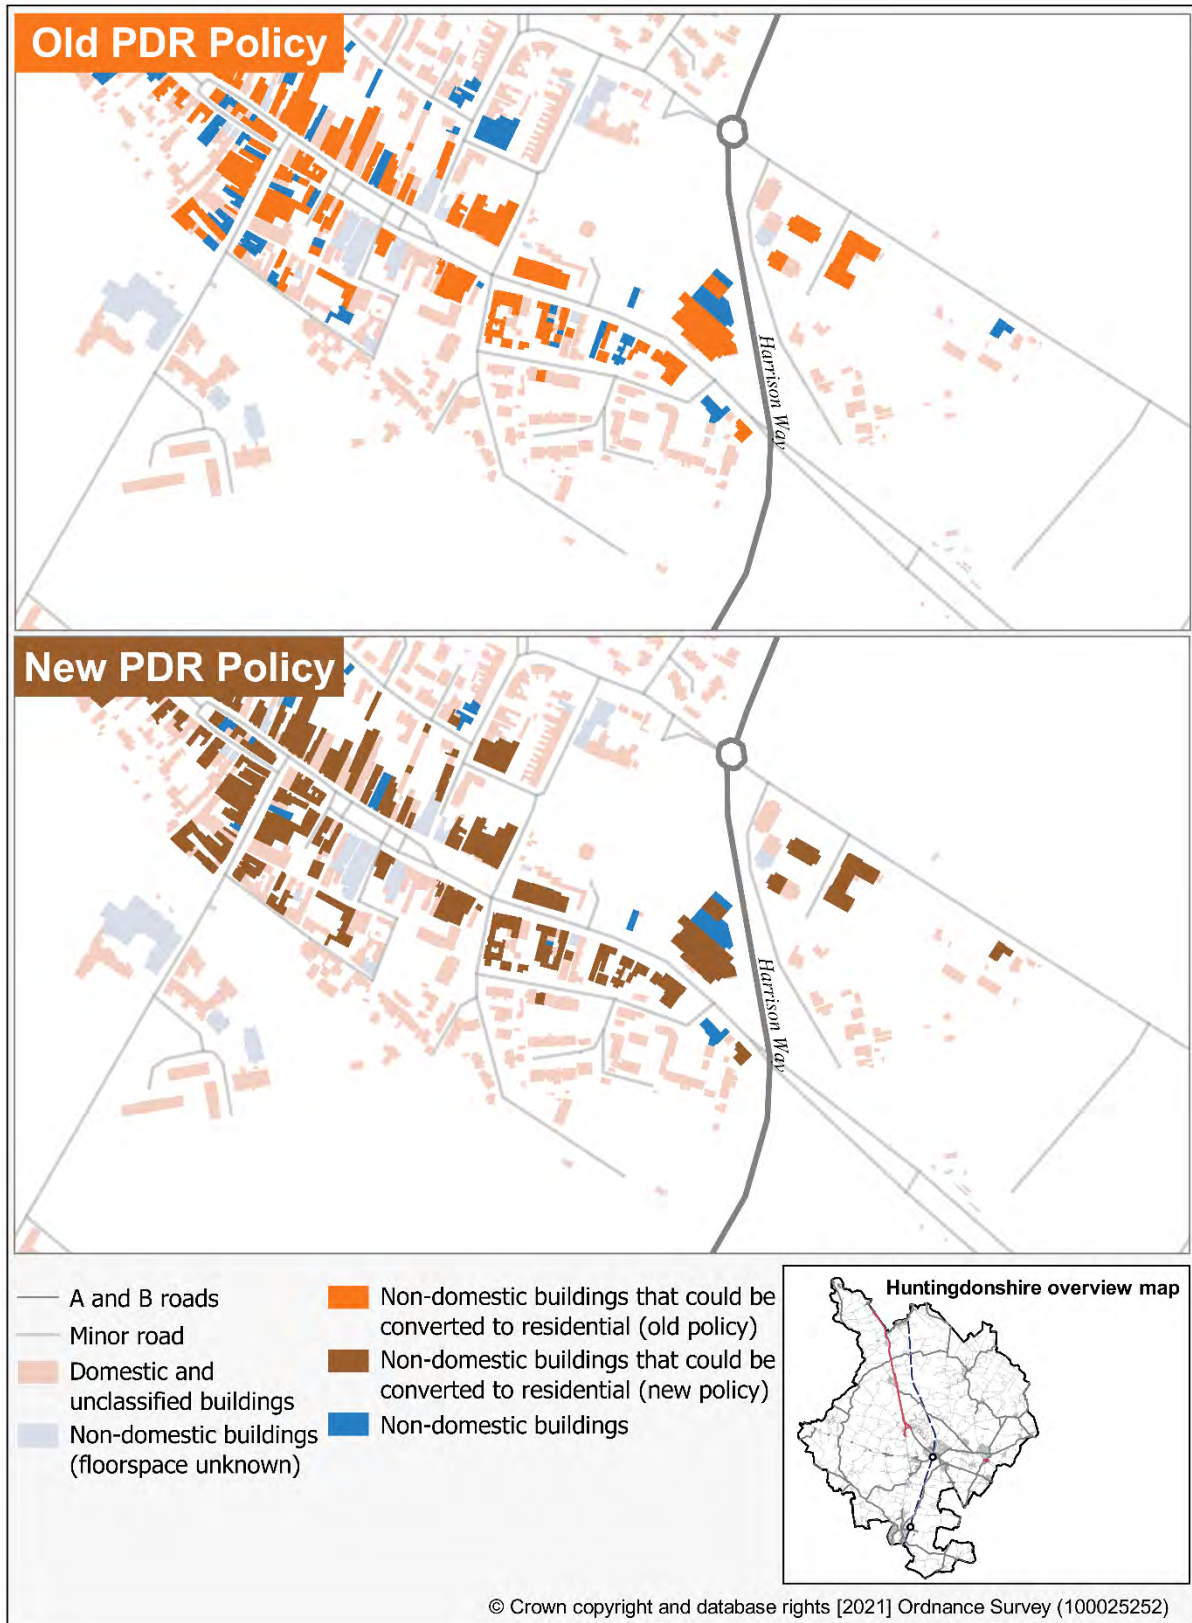 Old PDR Policy
Harrison Way
New PDR Policy
Harrison Way
A and B roads
Minor road
Domestic and
unclassified buildings
Non-domestic buildings
(floorspace unknown)
Non-domestic buildings that could be
converted to residential (old policy)
Non-domestic buildings that could be
converted to residential (new policy)
Non-domestic buildings
Huntingdonshire overview map
© Crown copyright and database rights [2021] Ordnance Survey (100025252)